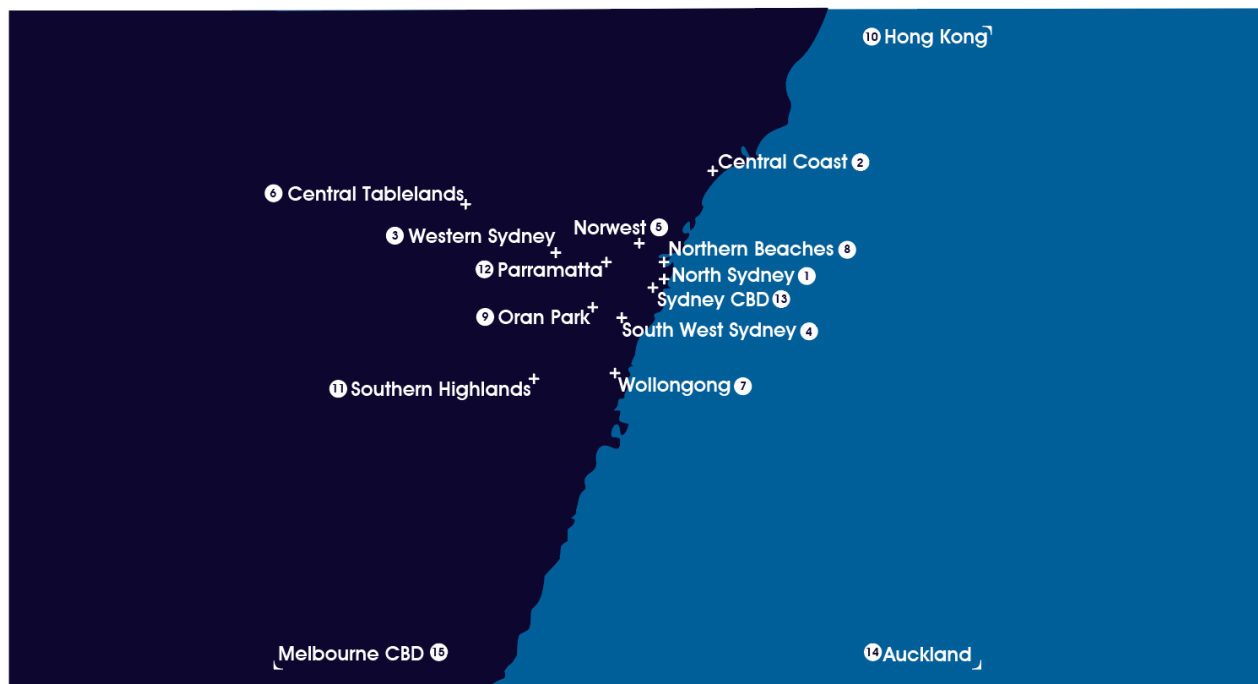 10 Hong Kong
Central Coast 2
6 Central Tablelands
Norwest 5
3 Western Sydney
Northern Beaches 8
12 Parramatta
North Sydney 1
Sydney CBD 13
9 Oran Park
South West Sydney 4
Wollongong 7
11 Southern Highlands
Melbourne CBD 15
14 Auckland